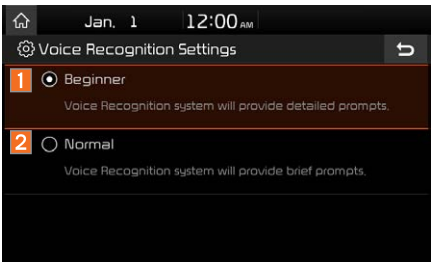 Jan. 1 12:00 AM
Voice Recognition Settings
1 Beginner
Voice Recognition system will provide detailed prompts.
2 Normal
Voice Recognition system will provide brief prompts.